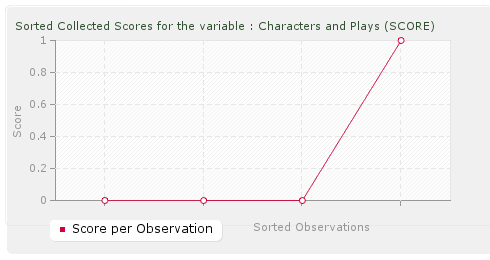 Sorted Collected Scores for the variable : Characters and Plays (SCORE)
1
0.8
0.6
0.4
0.2
0
Score
Sorted Observations
Score per Observation